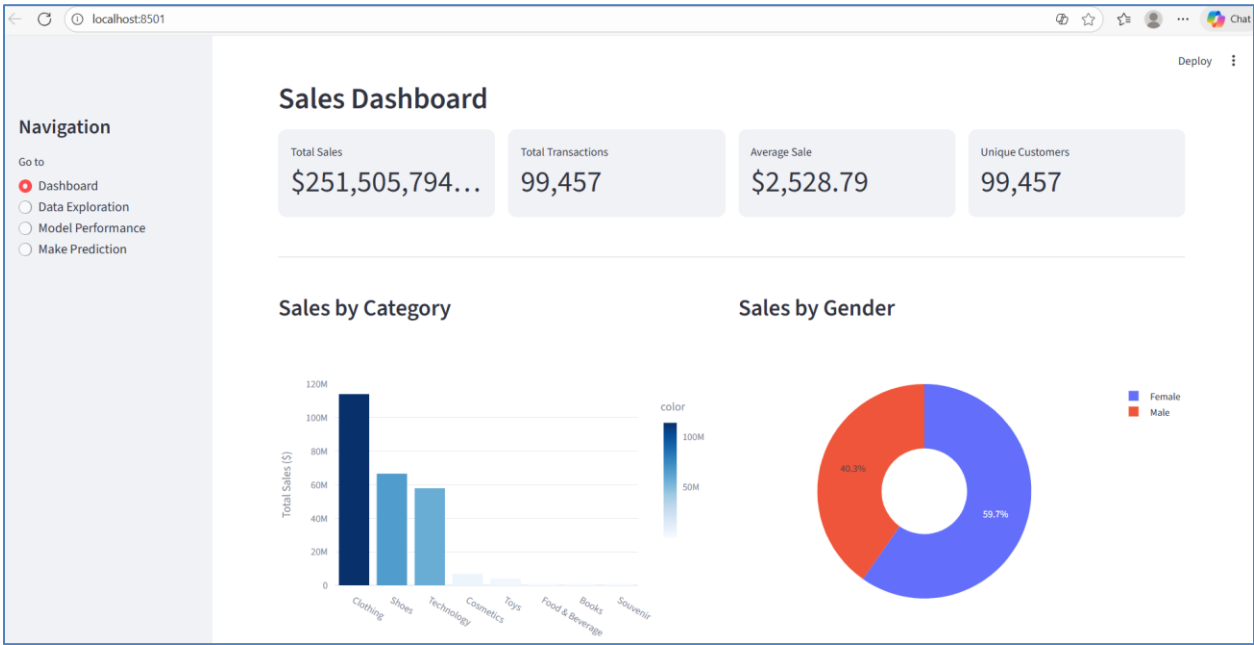 localhost:8501
Chat
Deploy
Navigation
Go to
Dashboard
Data Exploration
Model Performance
Make Prediction
Sales Dashboard
Total Sales
$251,505,794...
Total Transactions
99,457
Average Sale
$2,528.79
Unique Customers
99,457
Sales by Category
Total Sales ($)
120M
100M
80M
60M
40M
20M
0
Clothing
Shoes
Technology
Cosmetics
Toys
Food & Beverage
Books
Souvenir
color
100M
50M
Sales by Gender
40.3%
59.7%
Female
Male